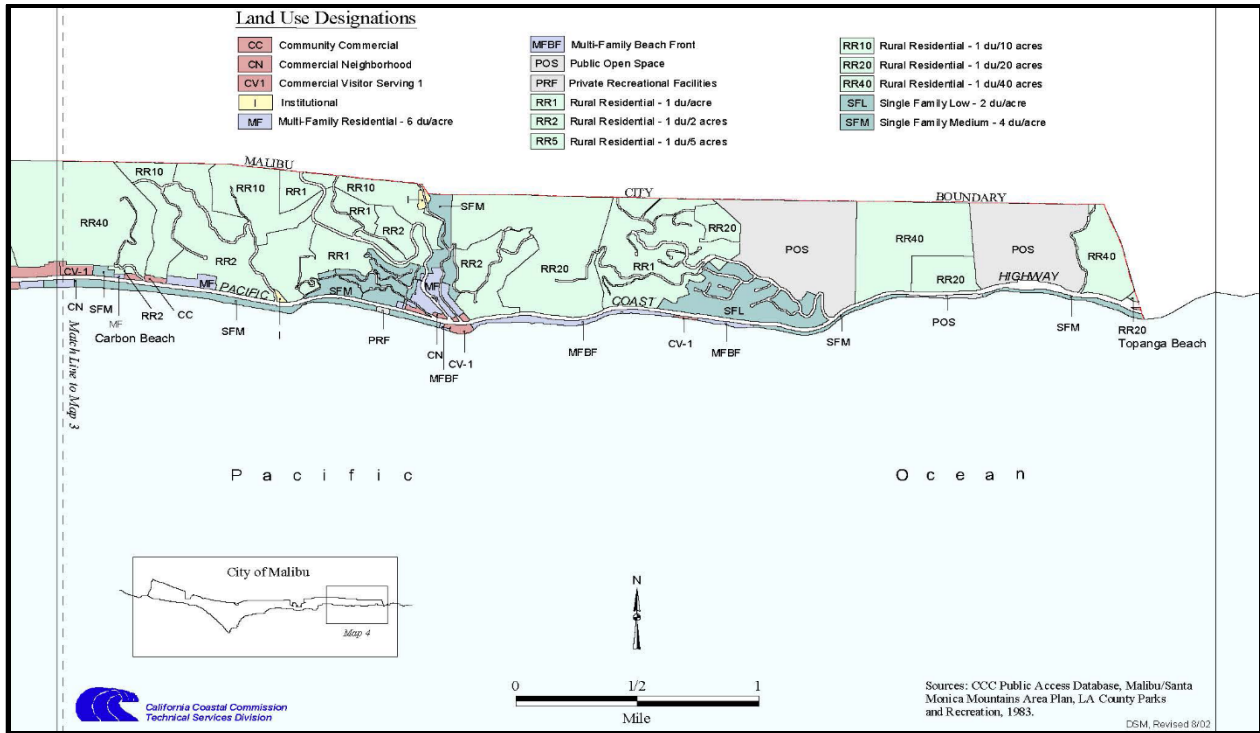 Land Use Designations
CC Community Commercial
CN Commercial Neighborhood
CV1 Commercial Visitor Serving 1
I Institutional
MF Multi-Family Residential - 6 du/acre
MFBF Multi-Family Beach Front
POS Public Open Space
PRF Private Recreational Facilities
RR1 Rural Residential - 1 du/acre
RR2 Rural Residential - 1 du/2 acres
RR5 Rural Residential - 1 du/5 acres
RR10 Rural Residential - 1 du/10 acres
RR20 Rural Residential - 1 du/20 acres
RR40 Rural Residential - 1 du/40 acres
SFL Single Family Low - 2 du/acre
SFM Single Family Medium - 4 du/acre
MALIBU CITY BOUNDARY
RR10
RR10
RR1
RR10
I
SFM
RR40
RR1
RR2
RR20
POS
RR40
POS
RR40
RR2
RR1
RR2
RR20
RR1
RR20
CV-1
MF
SFM
MF
SFL
PACIFIC COAST HIGHWAY
CN
SFM
MF
RR2
CC
SFM
I
PRF
CN
MFBF
CV-1
MFBF
CV-1
MFBF
SFM
POS
SFM
RR20
Carbon Beach
Topanga Beach
Match Line to Map 3
Pacific Ocean
City of Malibu
Map 4
N
0 1/2 1
Mile
California Coastal Commission
Technical Services Division
Sources: CCC Public Access Database, Malibu/Santa
Monica Mountains Area Plan, LA County Parks
and Recreation, 1983.
DSM, Revised 8/02